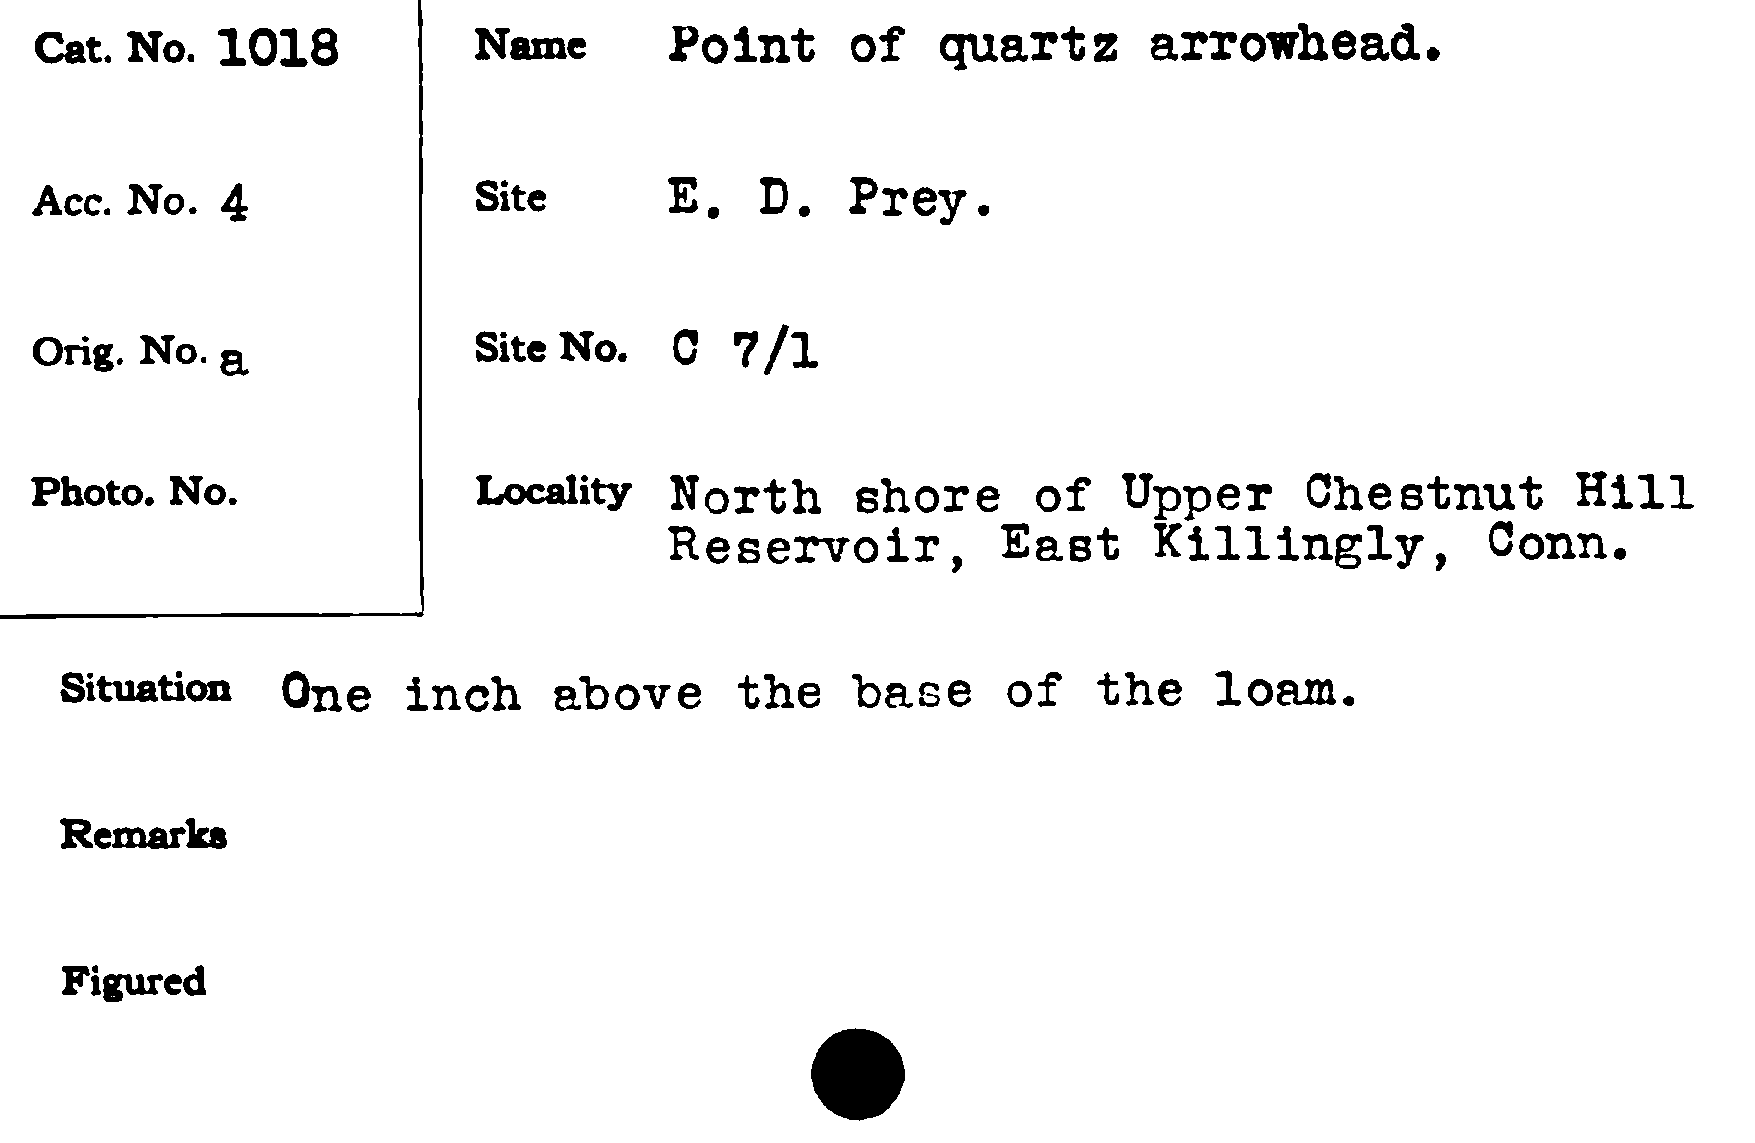 Cat. No. 1018
Name Point of quartz arrowhead.
Acc. No. 4
Site E. D. Prey.
Orig. No. a
Site No. C 7/1
Photo. No.
Locality North shore of Upper Chestnut Hill
Reservoir, East Killingly, Conn.
Situation One inch above the base of the loam.
Remarks
Figured